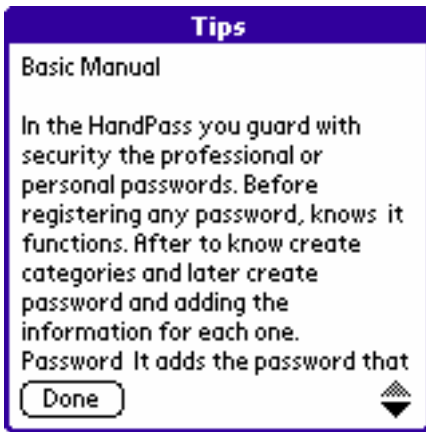 Tips
Basic Manual
In the HandPass you guard with
security the professional or
personal passwords. Before
registering any password, knows it
functions. After to know create
categories and later create
password and adding the
information for each one.
Password It adds the password that
Done